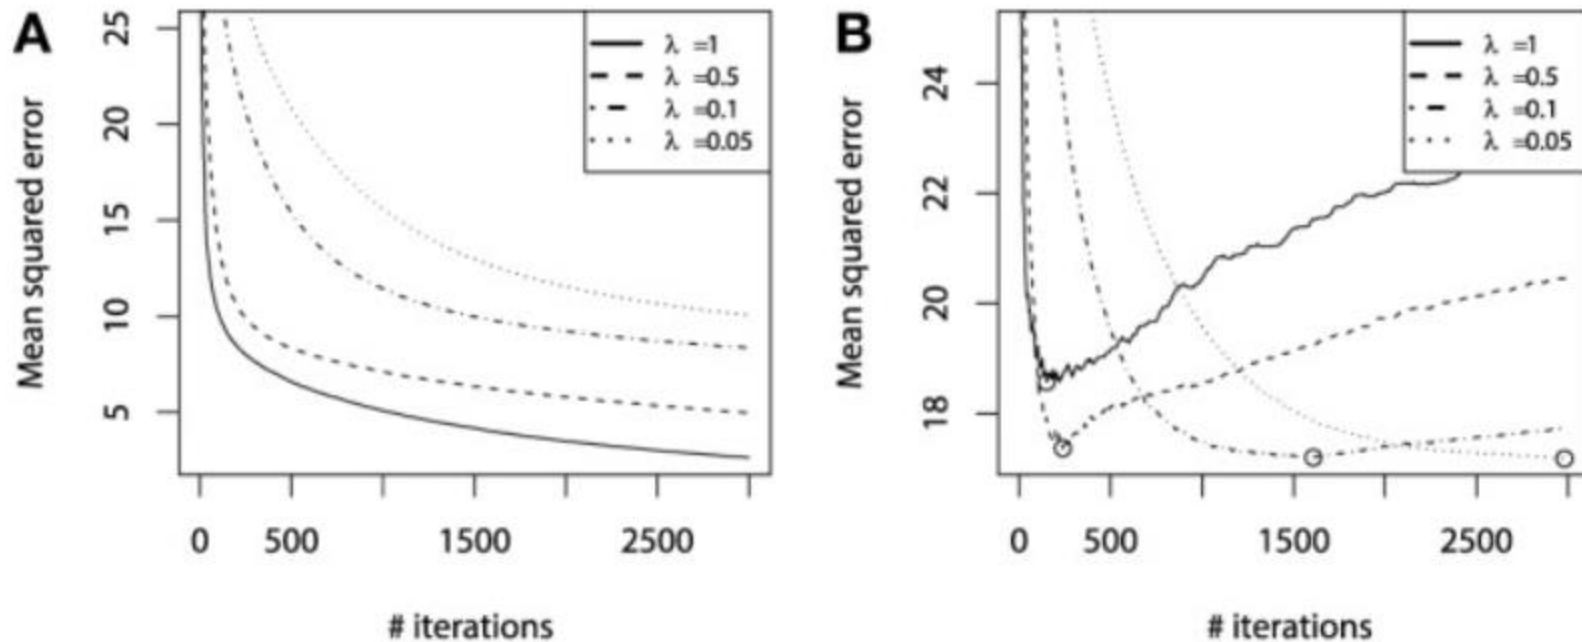 A
Mean squared error
25
20
15
10
5
λ =1
λ =0.5
λ =0.1
λ =0.05
0 500 1500 2500
# iterations
B
Mean squared error
24
22
20
18
λ =1
λ =0.5
λ =0.1
λ =0.05
0 500 1500 2500
# iterations